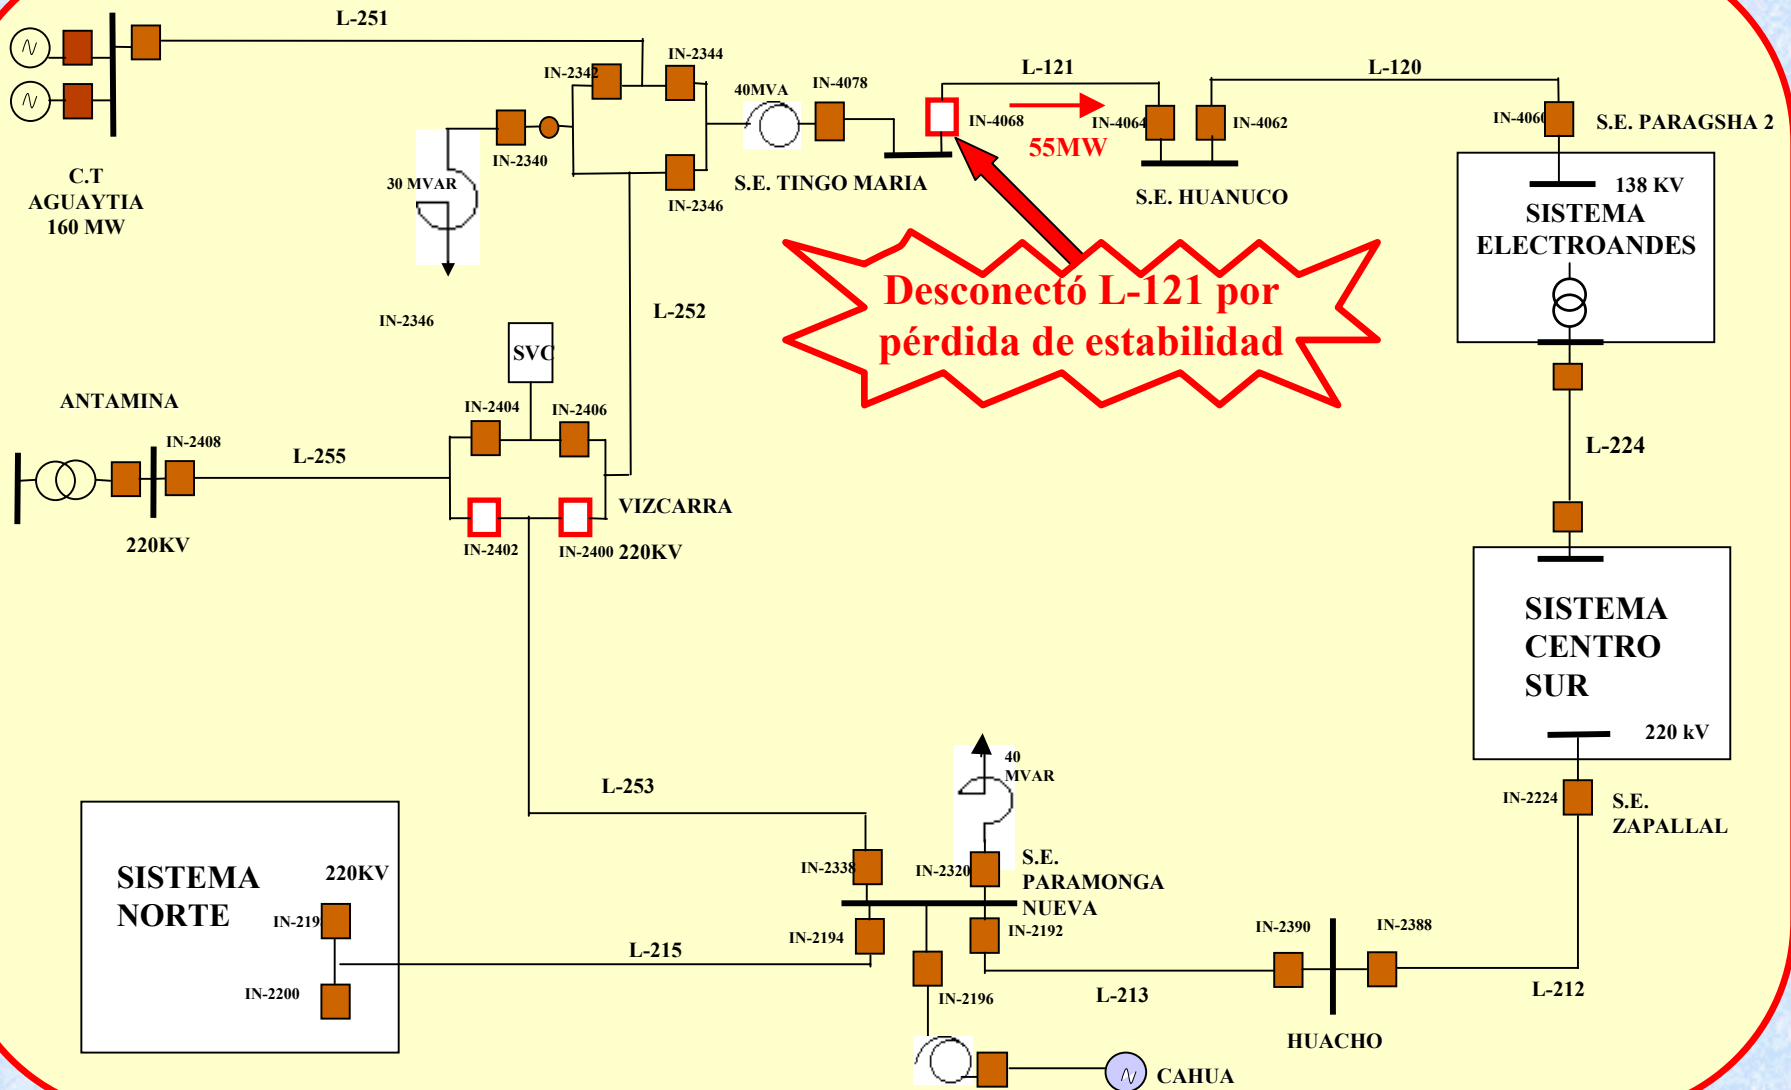 L-251
IN-2344
IN-2342
L-121
L-120
40MVA
IN-4078
IN-2340
IN-4068
IN-4064
IN-4062
IN-4060
S.E. PARAGSHA 2
55MW
C.T
AGUAYTIA
160 MW
30 MVAR
S.E. TINGO MARIA
IN-2346
S.E. HUANUCO
138 KV
SISTEMA
ELECTROANDES
Desconectó L-121 por
pérdida de estabilidad
IN-2346
L-252
SVC
ANTAMINA
IN-2404
IN-2406
IN-2408
L-255
L-224
VIZCARRA
220KV
IN-2402
IN-2400
220KV
SISTEMA
CENTRO
SUR
220 kV
40
MVAR
L-253
IN-2224
S.E.
ZAPALLAL
SISTEMA
NORTE
220KV
IN-219
IN-2200
IN-2338
IN-2320
S.E.
PARAMONGA
NUEVA
IN-2194
IN-2192
IN-2390
IN-2388
L-215
IN-2196
L-213
L-212
HUACHO
CAHUA